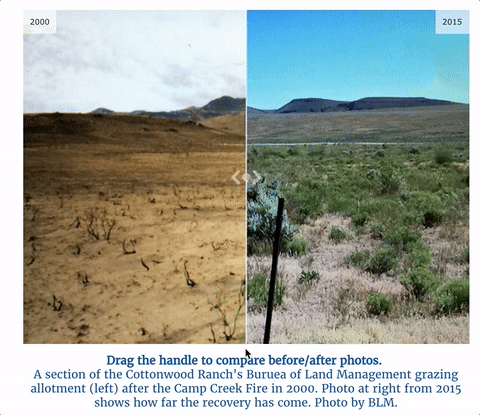 2000 2015
Drag the handle to compare before/after photos.
A section of the Cottonwood Ranch's Buruea of Land Management grazing
allotment (left) after the Camp Creek Fire in 2000. Photo at right from 2015
shows how far the recovery has come. Photo by BLM.